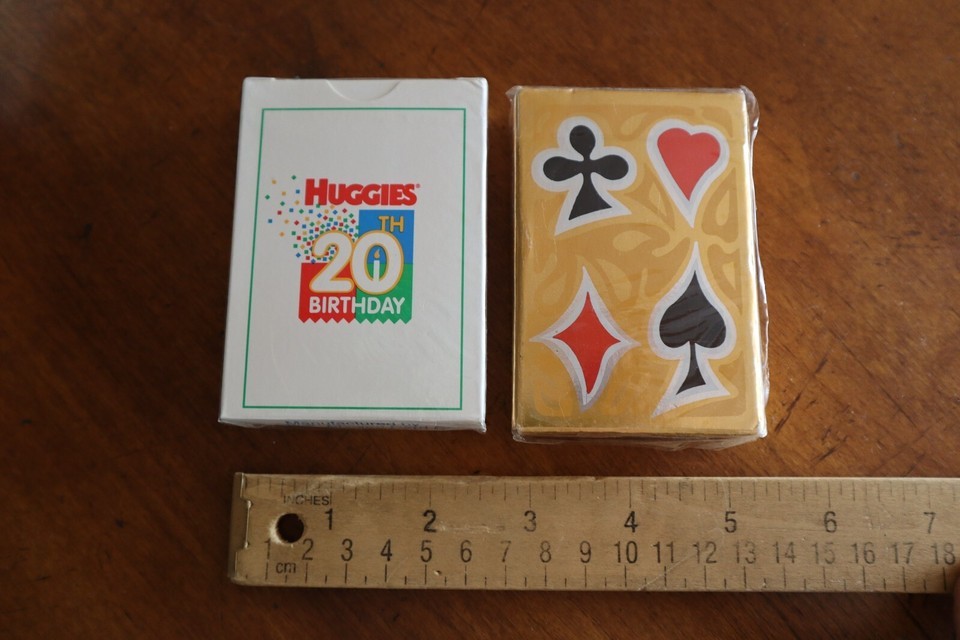 HUGGIES®
20TH
BIRTHDAY
INCHES
1 2 3 4 5 6 7
1 2 3 4 5 6 7 8 9 10 11 12 13 14 15 16 17 18
cm